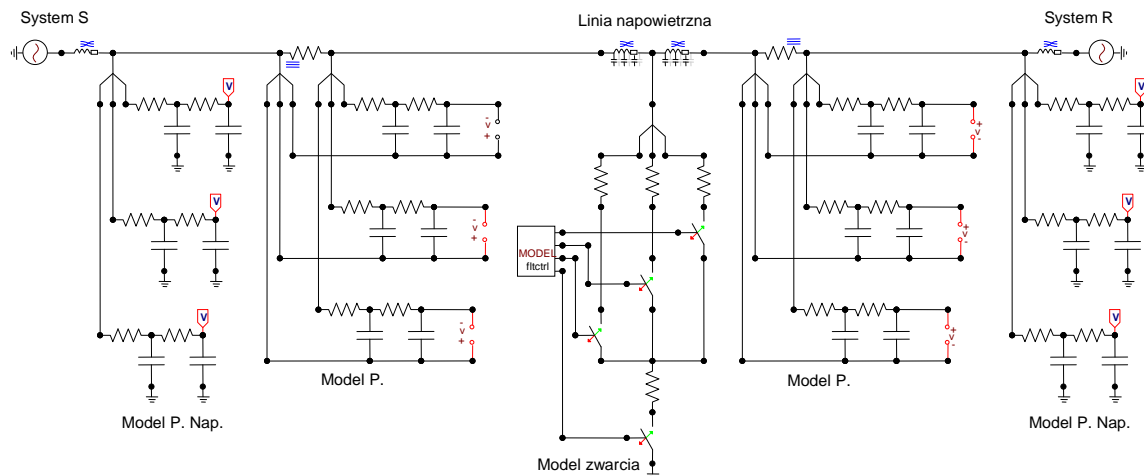 System S
Linia napowietrzna
System R
V
V
- V +
+ V -
V
V
- V +
+ V -
V
MODEL
fltctrl
V
- V +
+ V -
V
Model P.
Model P.
Model P. Nap.
Model P. Nap.
Model zwarcia